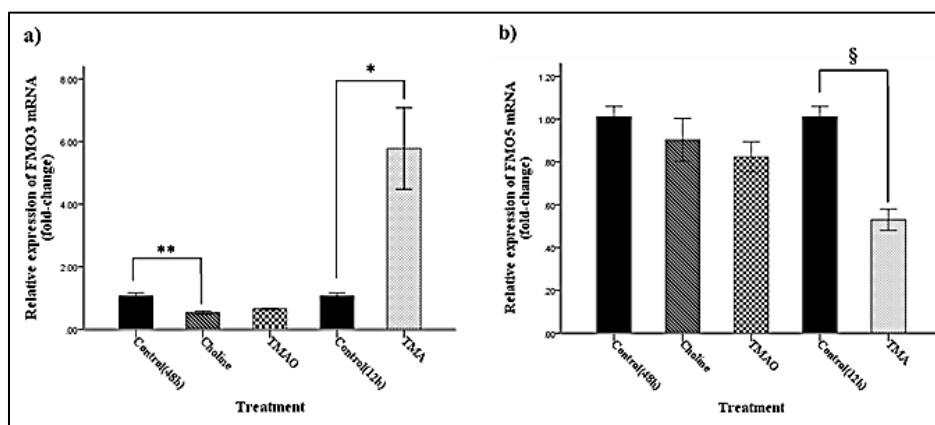 a)
Relative expression of FMO3 mRNA
(fold-change)
8.00
6.00
4.00
2.00
.00
**
*
Control(48h)
Choline
TMAO
Control(12h)
TMA
Treatment
b)
Relative expression of FMO5 mRNA
(fold-change)
1.20
1.00
.80
.60
.40
.20
.00
§
Control(48h)
Choline
TMAO
Control(12h)
TMA
Treatment